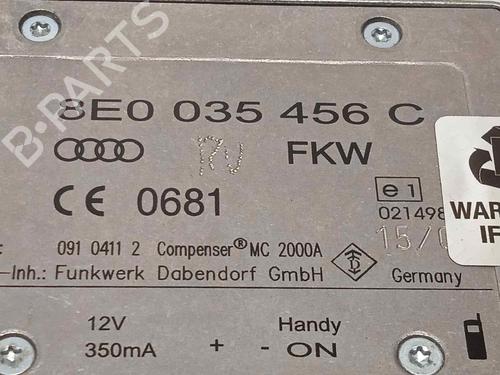 B-PARTS
8E0 035 456 C
RU FKW
CE 0681
e1
021498
15/0
091 0411 2 Compenser® MC 2000A
Inh.: Funkwerk Dabendorf GmbH
Germany
12V
350mA + -
Handy
ON
WAR
IF